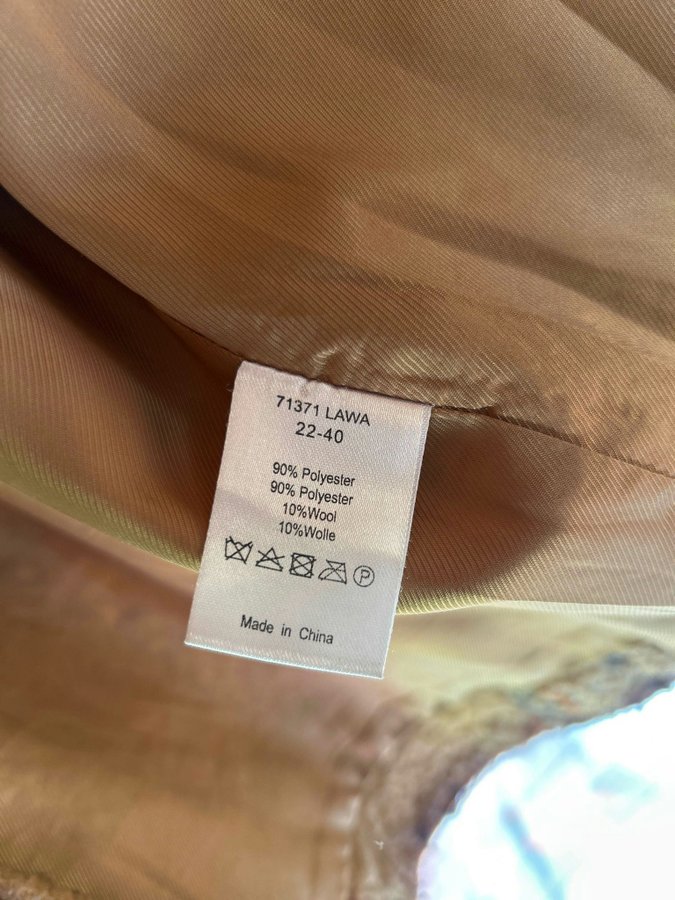 71371 LAWA
22-40
90% Polyester
90% Polyester
10%Wool
10%Wolle
P
Made in China